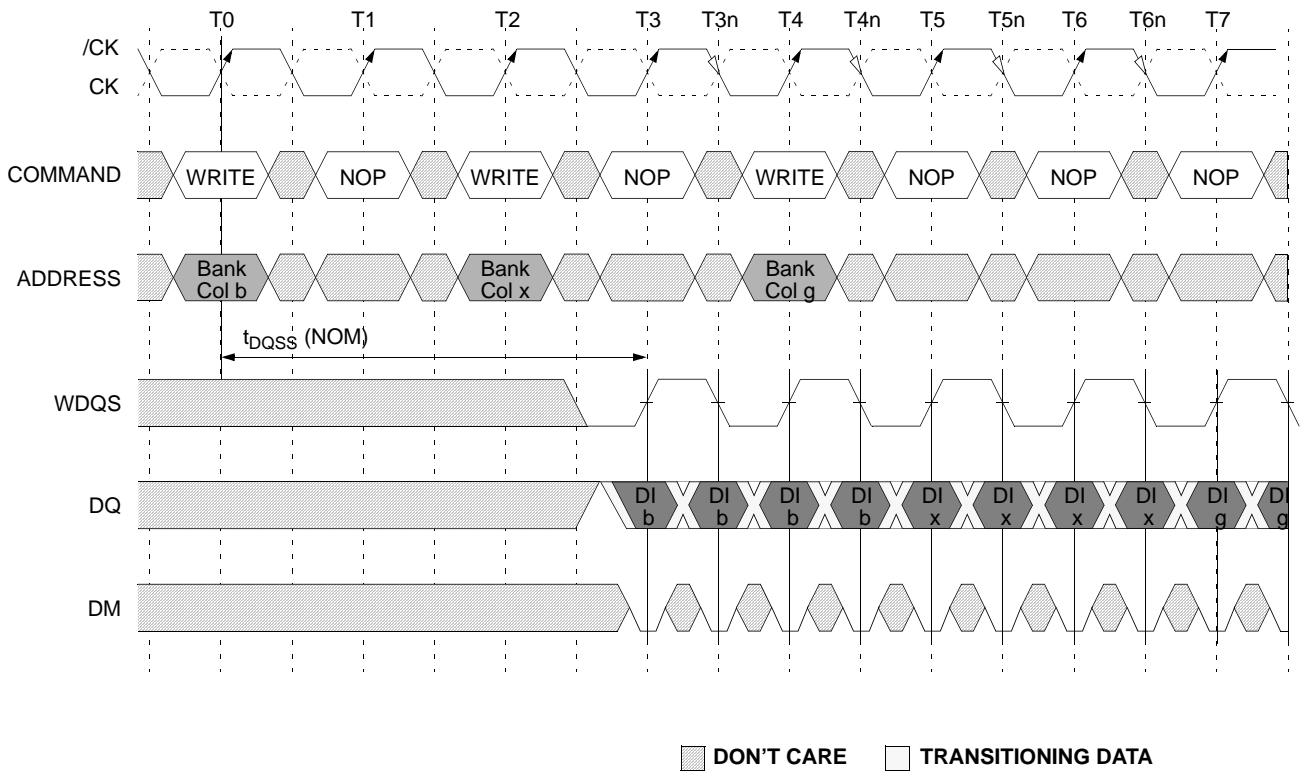 T0 T1 T2 T3 T3n T4 T4n T5 T5n T6 T6n T7
/CK
CK
COMMAND WRITE NOP WRITE NOP WRITE NOP NOP NOP
ADDRESS Bank Col b Bank Col x Bank Col g
tDQSS (NOM)
WDQS
DQ DI b DI b DI b DI b DI x DI x DI x DI x DI g DI g
DM
DON'T CARE TRANSITIONING DATA